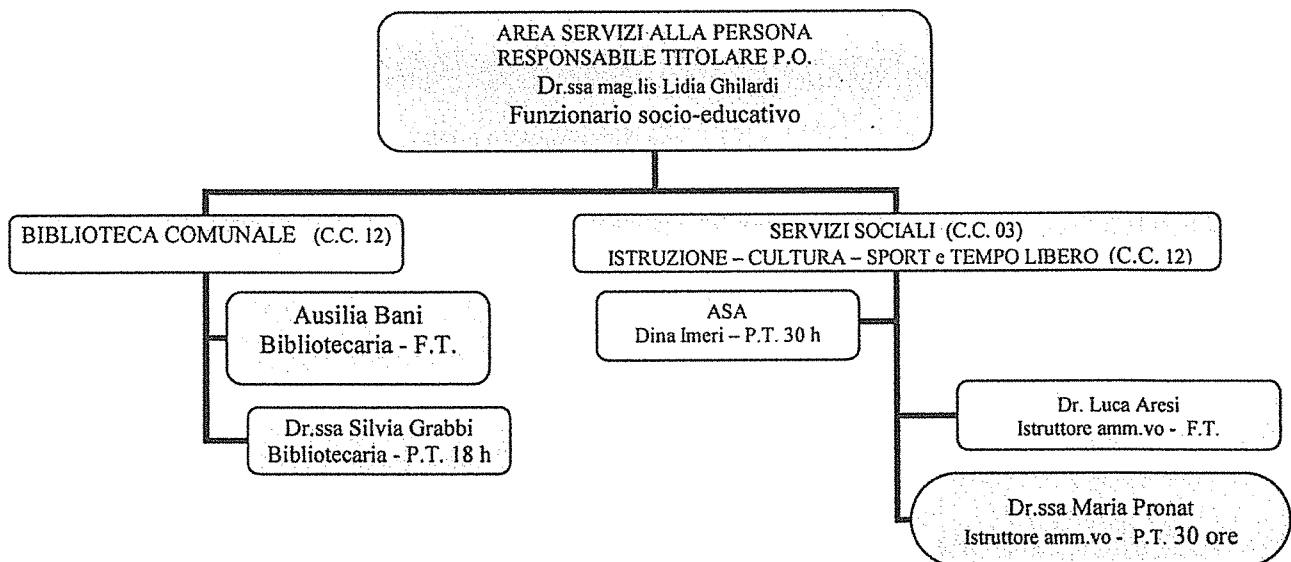 AREA SERVIZI ALLA PERSONA
RESPONSABILE TITOLARE P.O.
Dr.ssa mag.lis Lidia Ghilardi
Funzionario socio-educativo
BIBLIOTECA COMUNALE (C.C. 12)
SERVIZI SOCIALI (C.C. 03)
ISTRUZIONE – CULTURA – SPORT e TEMPO LIBERO (C.C. 12)
Ausilia Bani
Bibliotecaria - F.T.
ASA
Dina Imeri – P.T. 30 h
Dr.ssa Silvia Grabbi
Bibliotecaria - P.T. 18 h
Dr. Luca Aresi
Istruttore amm.vo - F.T.
Dr.ssa Maria Pronat
Istruttore amm.vo - P.T. 30 ore